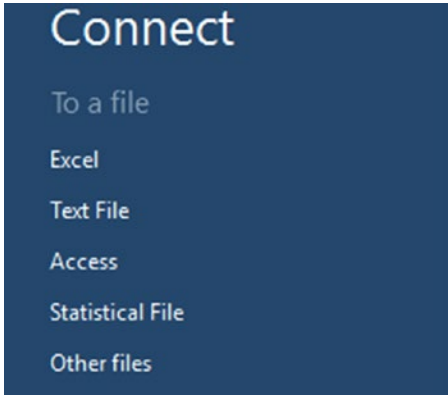 Connect
To a file
Excel
Text File
Access
Statistical File
Other files